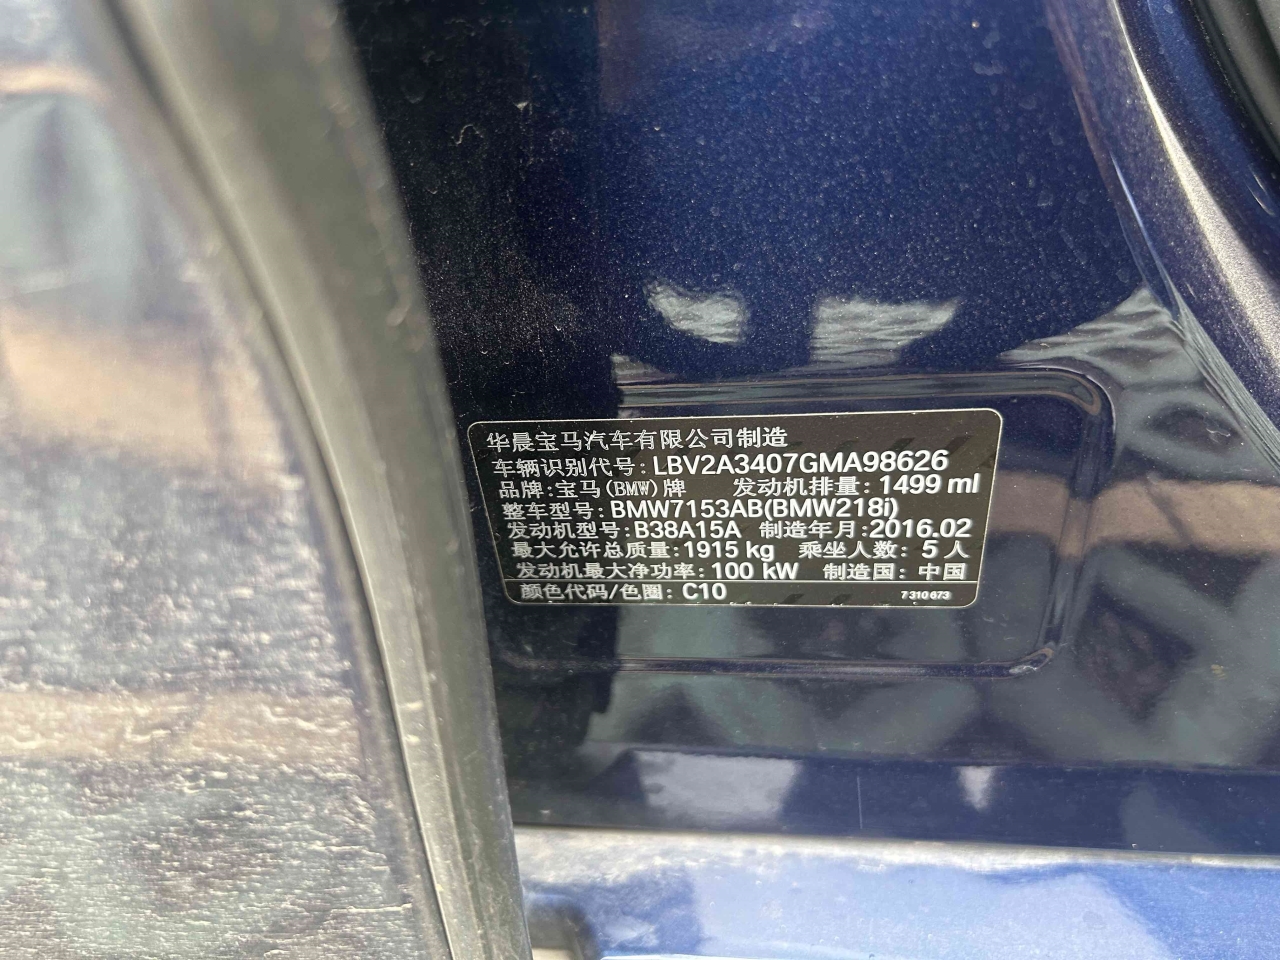 华晨宝马汽车有限公司制造
车辆识别代号: LBV2A3407GMA98626
品牌:宝马(BMW)牌 发动机排量: 1499 ml
整车型号: BMW7153AB(BMW218i)
发动机型号: B38A15A 制造年月:2016.02
最大允许总质量: 1915 kg 乘坐人数: 5 人
发动机最大净功率: 100 kW 制造国: 中国
颜色代码/色圈: C10 7310673